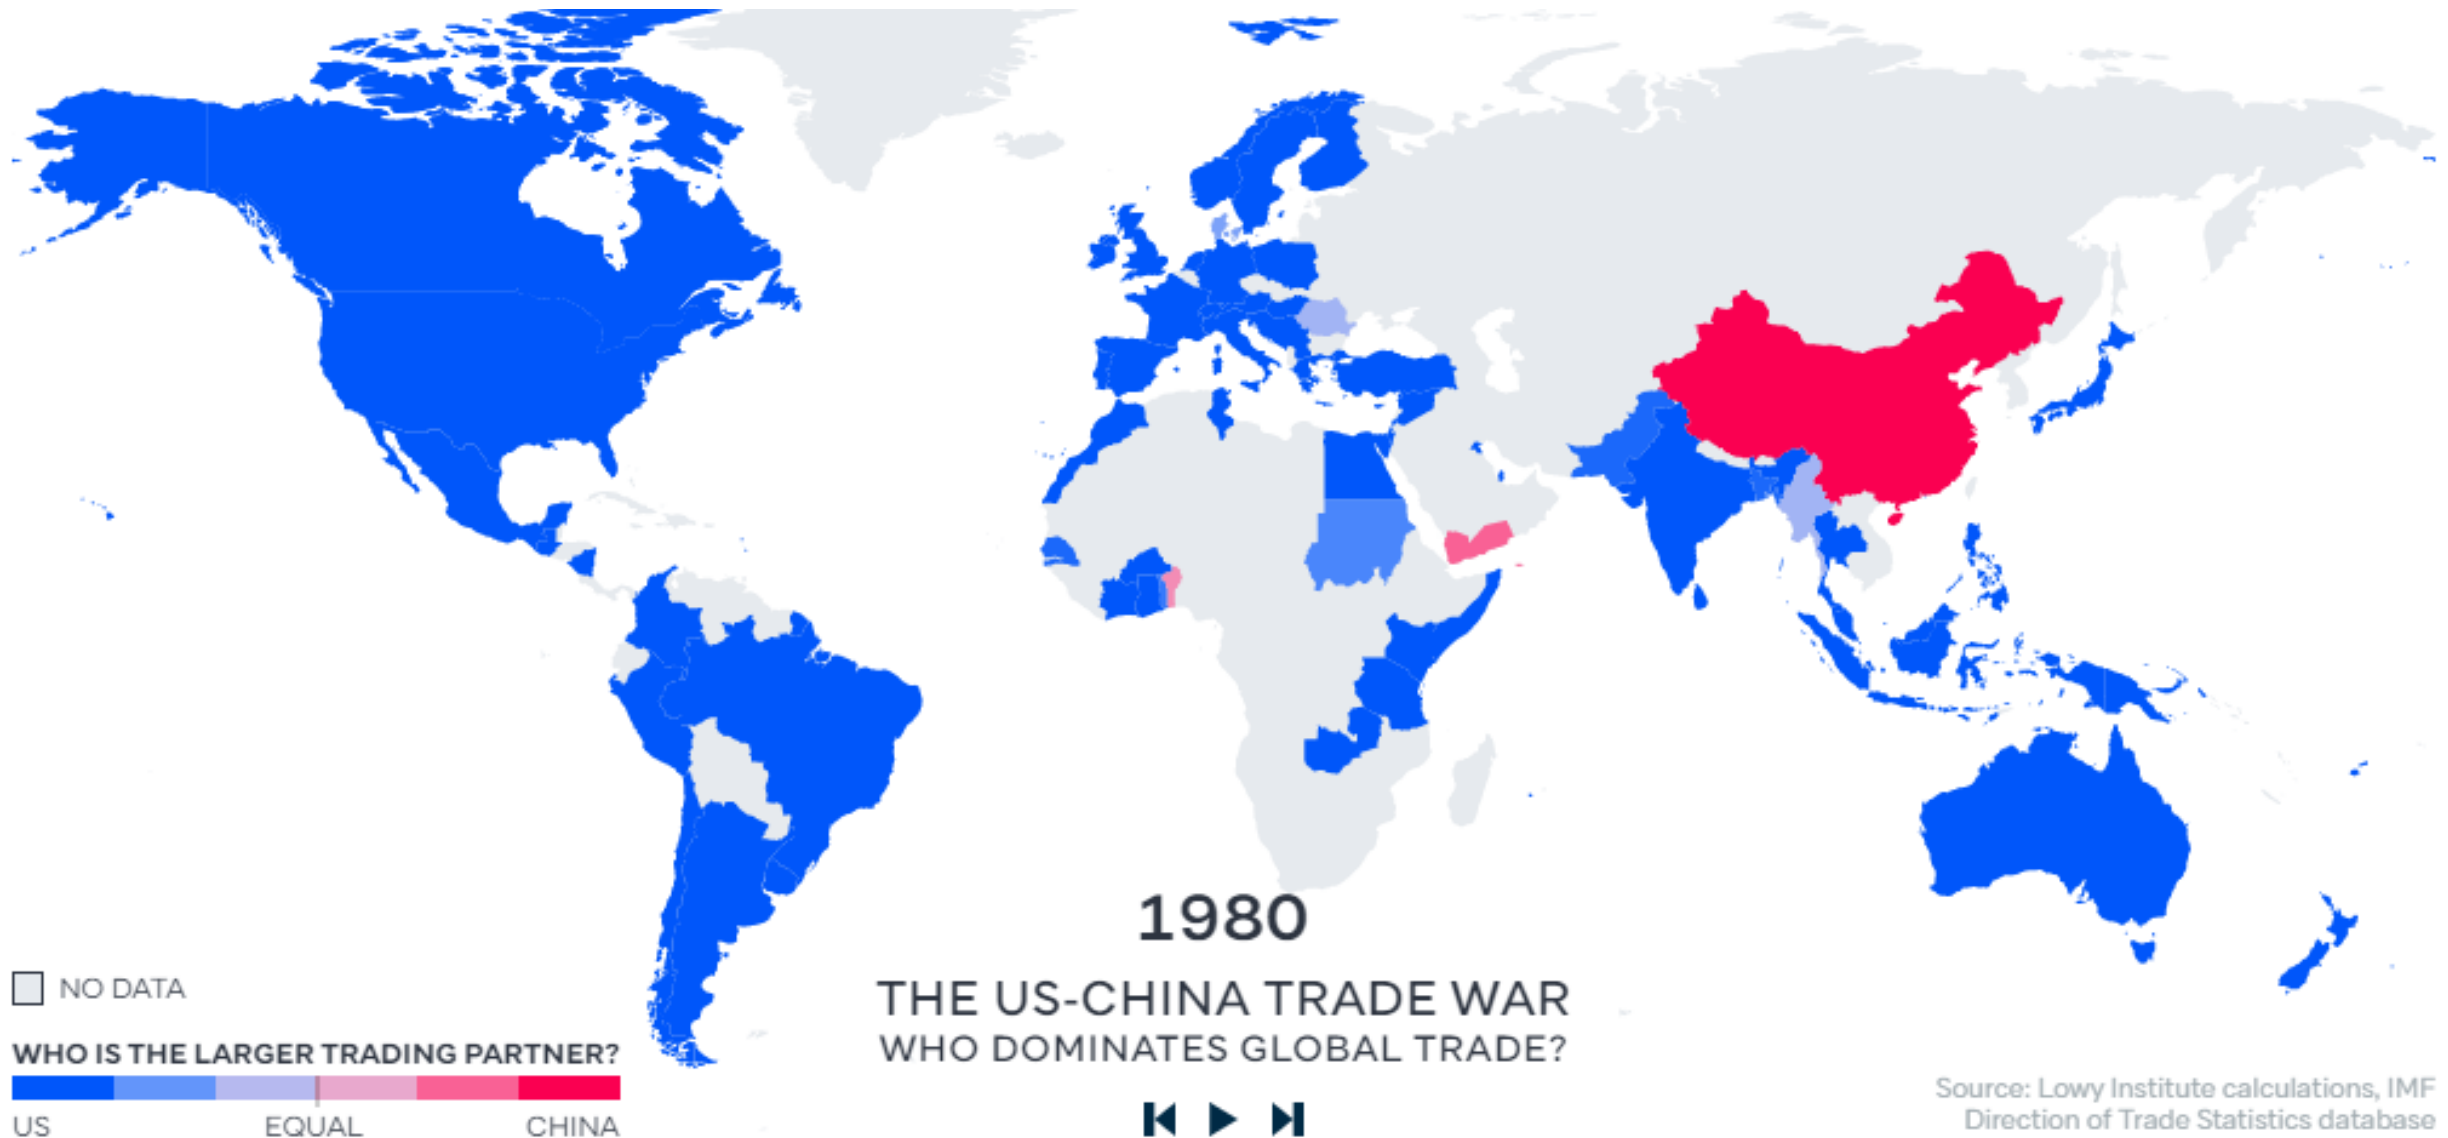 1980
THE US-CHINA TRADE WAR
WHO DOMINATES GLOBAL TRADE?
NO DATA
WHO IS THE LARGER TRADING PARTNER?
US EQUAL CHINA
Source: Lowy Institute calculations, IMF
Direction of Trade Statistics database